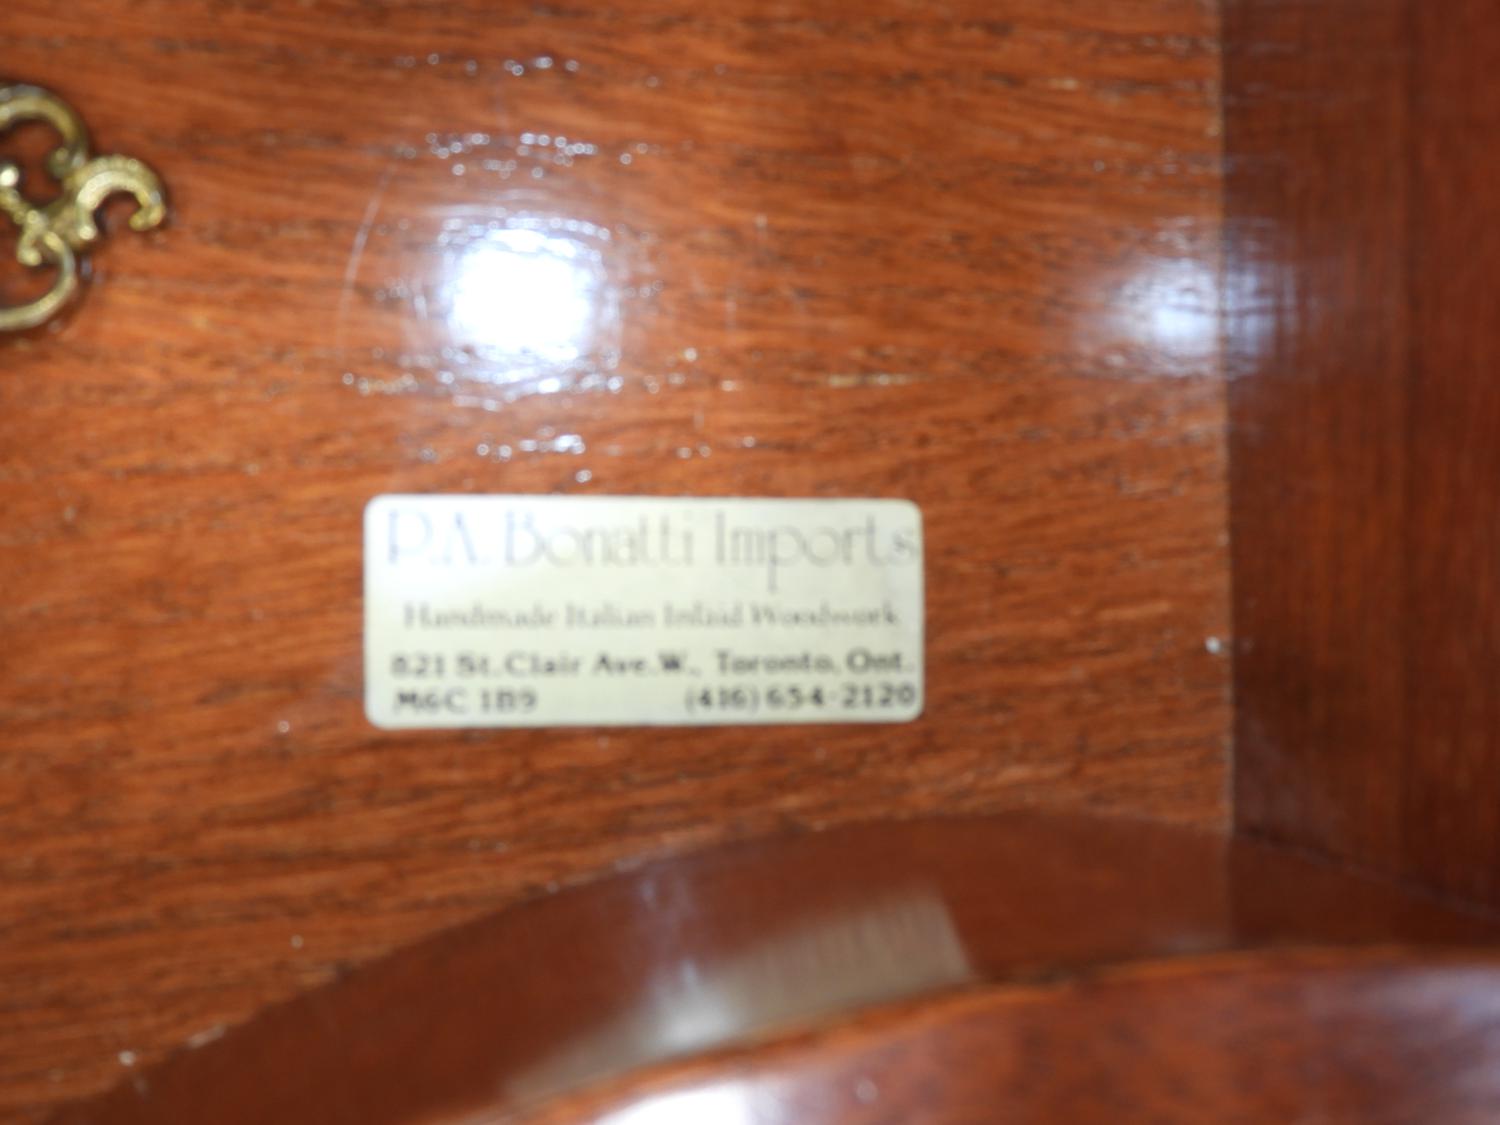 P.A. Bonatti Imports
Handmade Italian Inlaid Woodwork
821 St. Clair Ave. W., Toronto, Ont.
M6C 1B9 (416) 654-2120